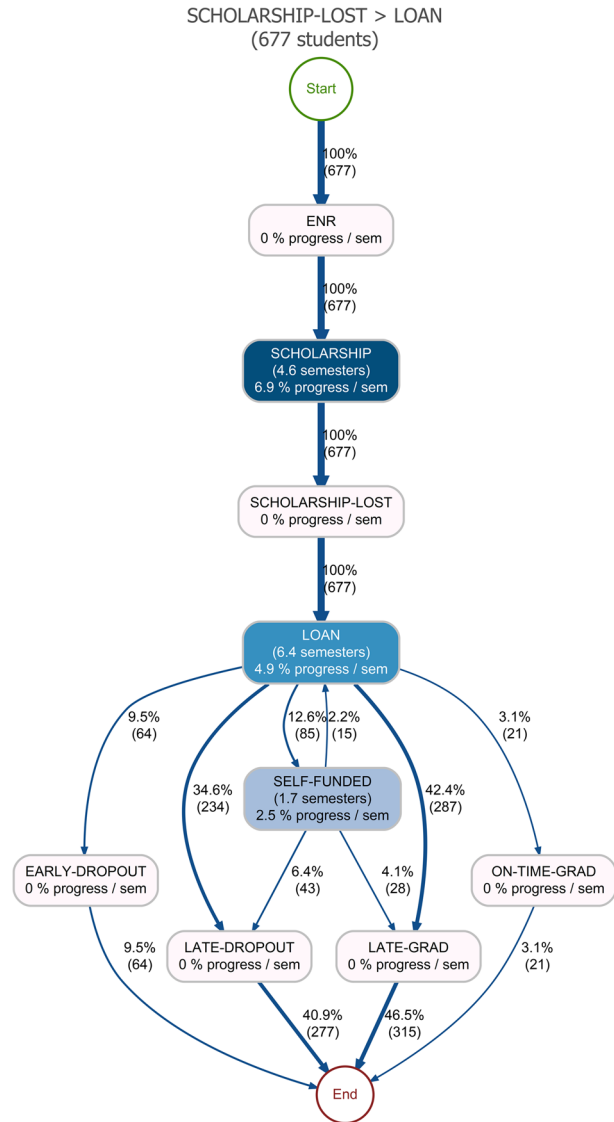 SCHOLARSHIP-LOST > LOAN
(677 students)
Start
100%
(677)
ENR
0 % progress / sem
100%
(677)
SCHOLARSHIP
(4.6 semesters)
6.9 % progress / sem
100%
(677)
SCHOLARSHIP-LOST
0 % progress / sem
100%
(677)
LOAN
(6.4 semesters)
4.9 % progress / sem
9.5%
(64)
12.6%
(85)
2.2%
(15)
3.1%
(21)
34.6%
(234)
SELF-FUNDED
(1.7 semesters)
2.5 % progress / sem
42.4%
(287)
EARLY-DROPOUT
0 % progress / sem
6.4%
(43)
4.1%
(28)
ON-TIME-GRAD
0 % progress / sem
9.5%
(64)
LATE-DROPOUT
0 % progress / sem
LATE-GRAD
0 % progress / sem
3.1%
(21)
40.9%
(277)
46.5%
(315)
End